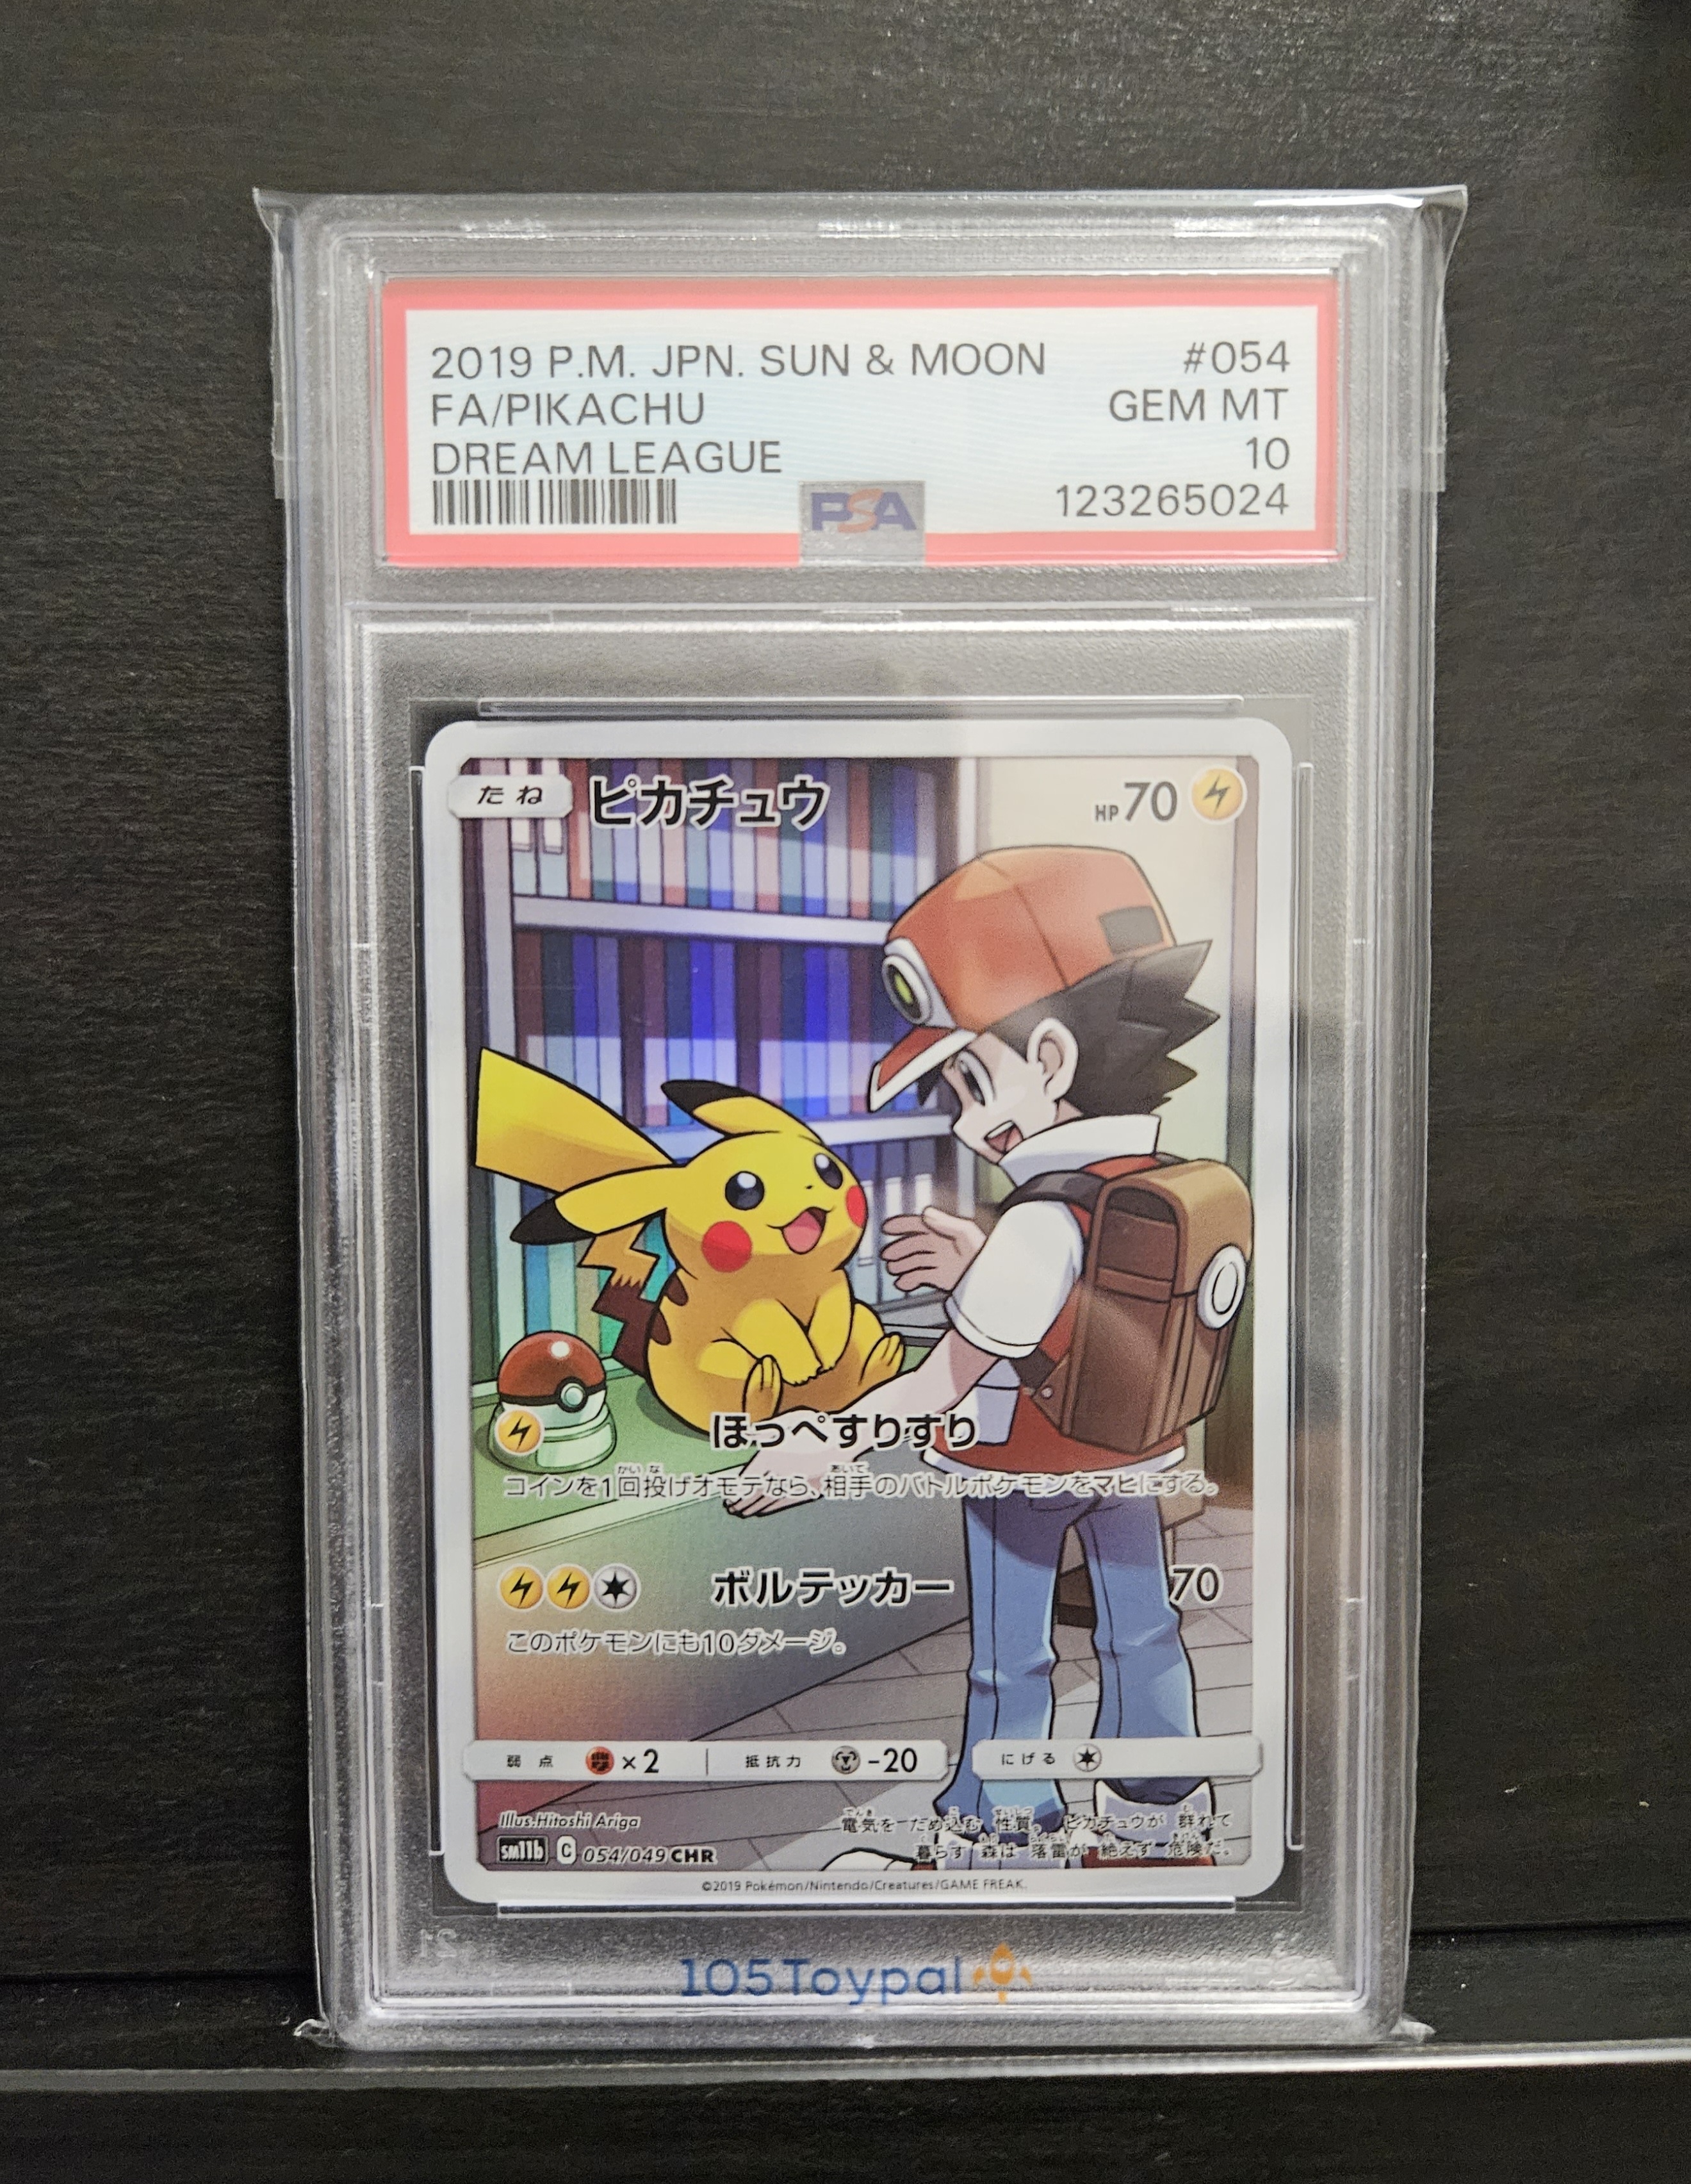 2019 P.M. JPN. SUN & MOON #054
FA/PIKACHU GEM MT
DREAM LEAGUE 10
PSA 123265024
たね ピカチュウ HP70
ほっぺすりすり
コインを1回投げオモテなら、相手のバトルポケモンをマヒにする。
ボルテッカー 70
このポケモンにも10ダメージ。
弱点 ×2 抵抗力 -20 にげる
Illus.Hitoshi Ariga
電気を ためこむ 性質。 ピカチュウが 群れて
暮らす 森は 落雷が 絶えず 危険だ。
sm11b C 054/049 CHR
©2019 Pokémon/Nintendo/Creatures/GAME FREAK.
105Toypal